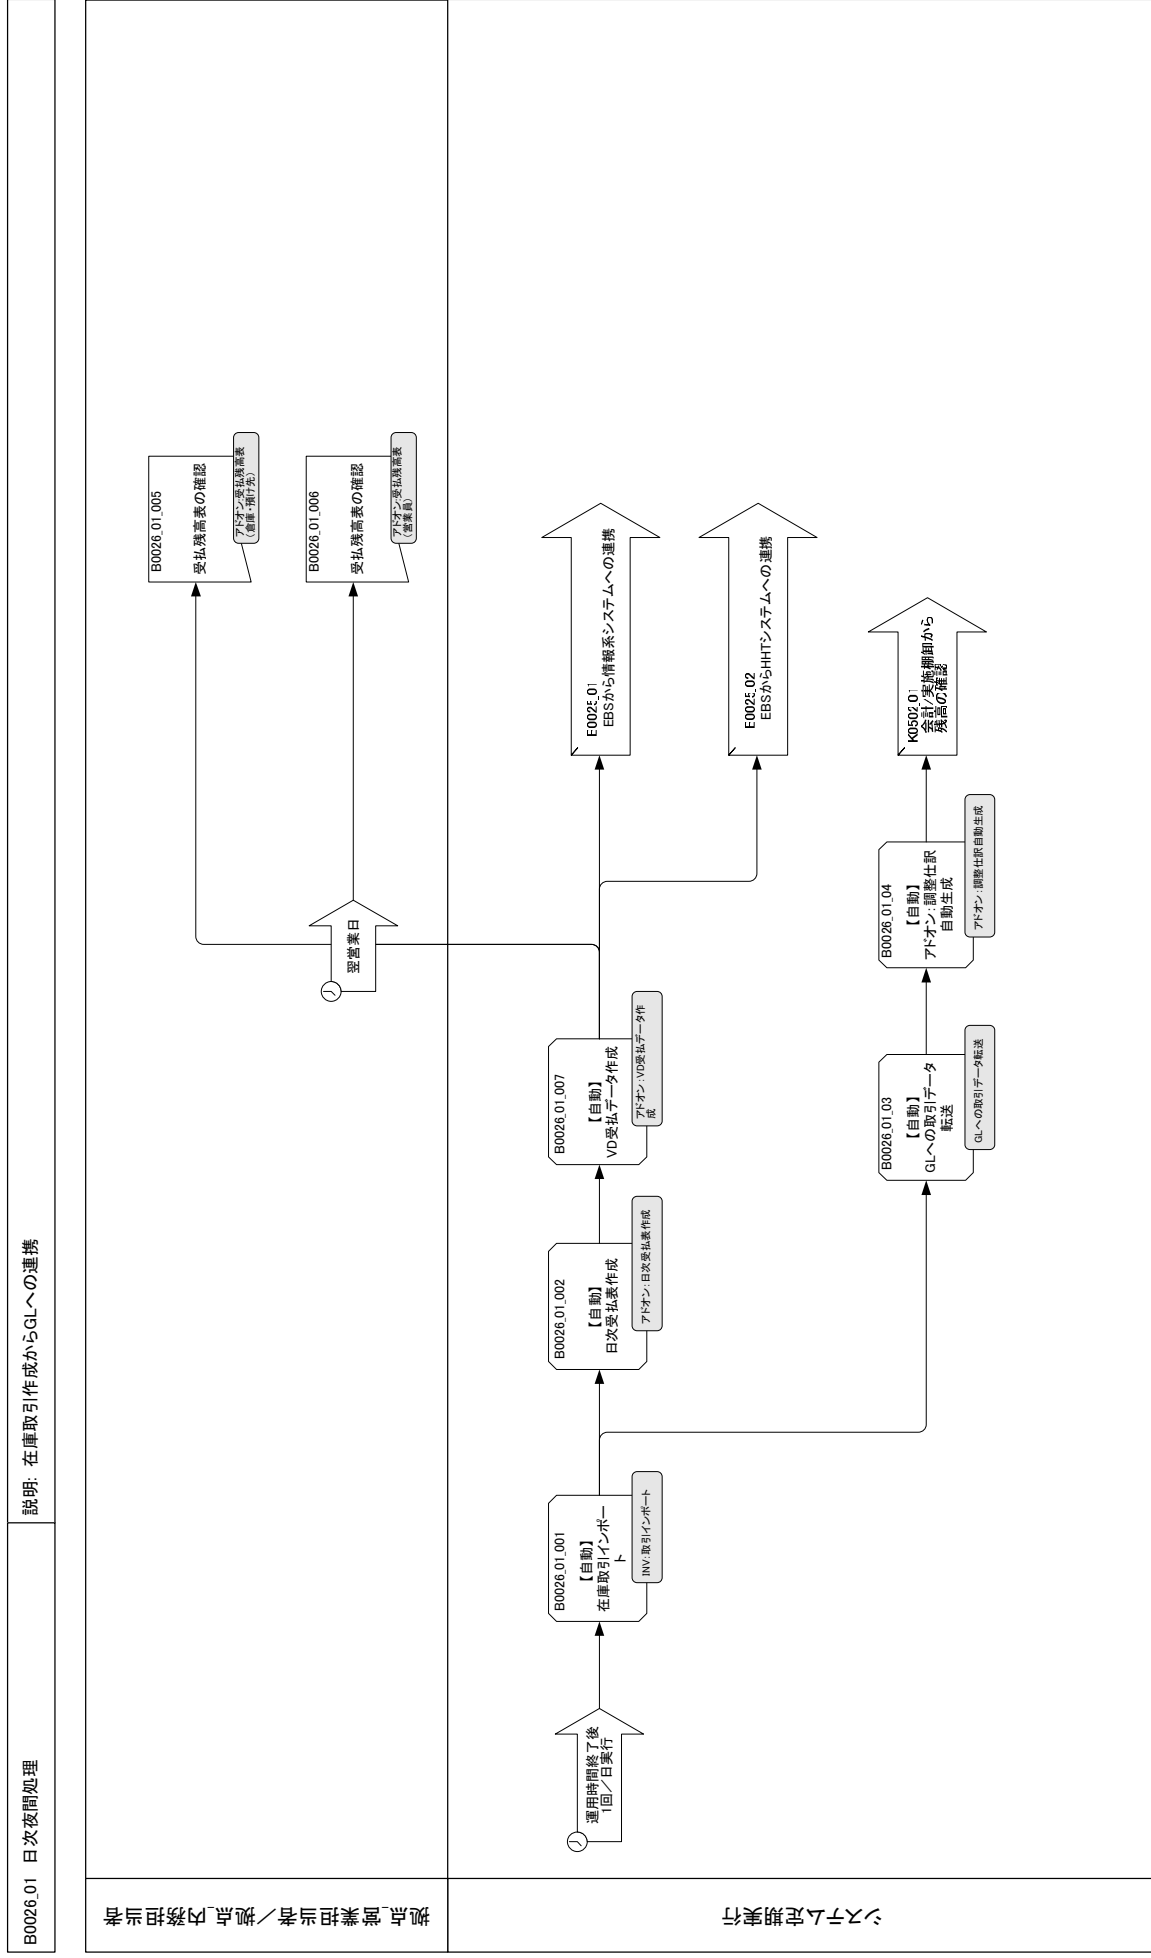 B0026_01 日次夜間処理
説明: 在庫取引作成からGLへの連携
拠点_営業担当者／拠点_内務担当者
B0026_01_005
受払残高表の確認
アドオン:受払残高表
（倉庫・預け先）
翌営業日
B0026_01_006
受払残高表の確認
アドオン:受払残高表
（営業員）
システム定期実行
運用時間終了後
1回／日実行
B0026_01_001
【自動】
在庫取引インポー
ト
INV:取引インポート
B0026_01_002
【自動】
日次受払表作成
アドオン:日次受払表作成
B0026_01_007
【自動】
VD受払データ作成
アドオン:VD受払データ作
成
E0025_01
EBSから情報系システムへの連携
E0025_02
EBSからHHTシステムへの連携
B0026_01_03
【自動】
GLへの取引データ
転送
GLへの取引データ転送
B0026_01_04
【自動】
アドオン:調整仕訳
自動生成
アドオン:調整仕訳自動生成
K0502_01
会計/実施棚卸から
残高の確認